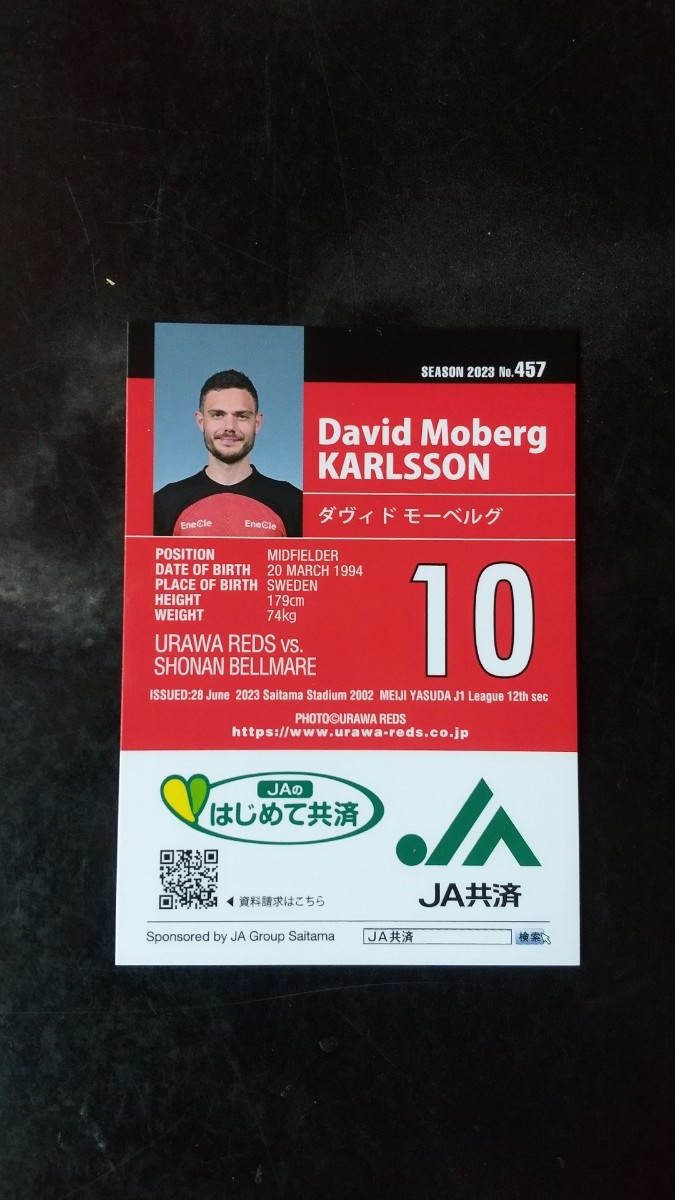 SEASON 2023 No.457
David Moberg
KARLSSON
ダヴィド モーベルグ
EneCle EneCle
POSITION MIDFIELDER
DATE OF BIRTH 20 MARCH 1994
PLACE OF BIRTH SWEDEN
HEIGHT 179cm
WEIGHT 74kg
10
URAWA REDS vs.
SHONAN BELLMARE
ISSUED:28 June 2023 Saitama Stadium 2002 MEIJI YASUDA J1 League 12th sec
PHOTO©URAWA REDS
https://www.urawa-reds.co.jp
JAの
はじめて共済
JA
JA共済
◀ 資料請求はこちら
Sponsored by JA Group Saitama JA共済 検索